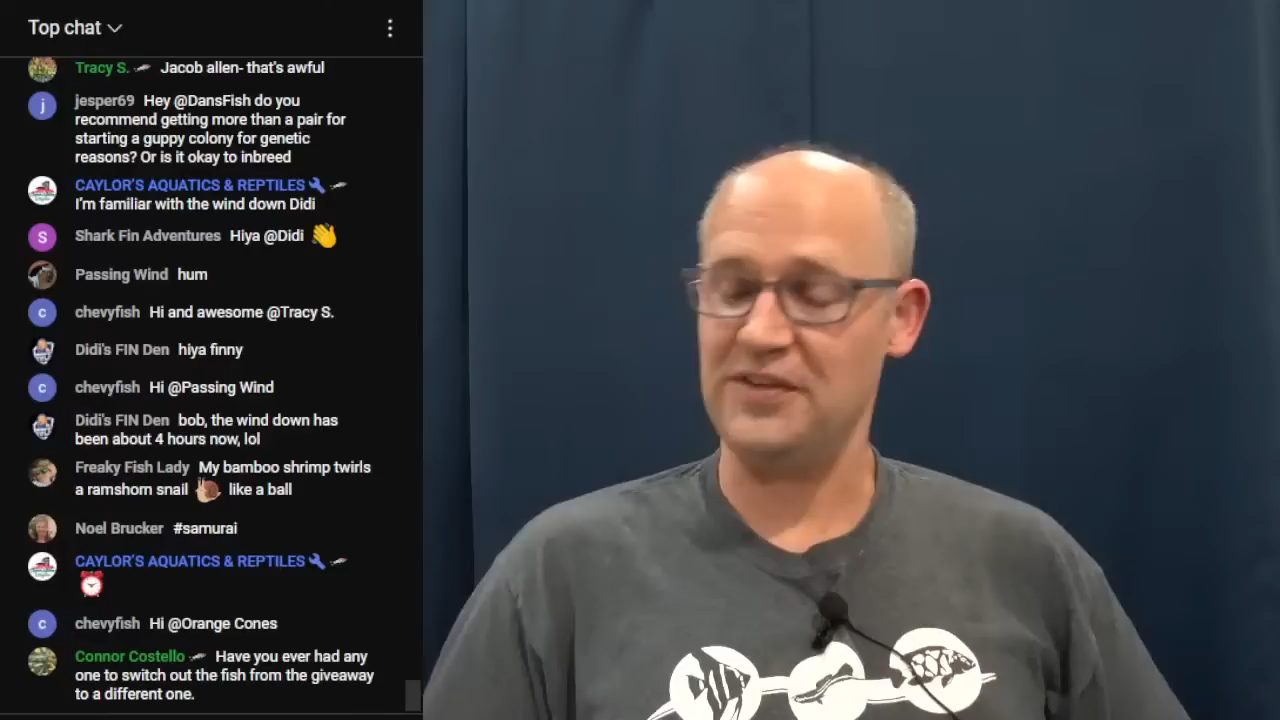 Top chat
Tracy S. Jacob allen- that's awful
jesper69 Hey @DansFish do you
recommend getting more than a pair for
starting a guppy colony for genetic
reasons? Or is it okay to inbreed
CAYLOR'S AQUATICS & REPTILES
I'm familiar with the wind down Didi
Shark Fin Adventures Hiya @Didi
Passing Wind hum
chevyfish Hi and awesome @Tracy S.
Didi's FIN Den hiya finny
chevyfish Hi @Passing Wind
Didi's FIN Den bob, the wind down has
been about 4 hours now, lol
Freaky Fish Lady My bamboo shrimp twirls
a ramshorn snail like a ball
Noel Brucker #samurai
CAYLOR'S AQUATICS & REPTILES
chevyfish Hi @Orange Cones
Connor Costello Have you ever had any
one to switch out the fish from the giveaway
to a different one.